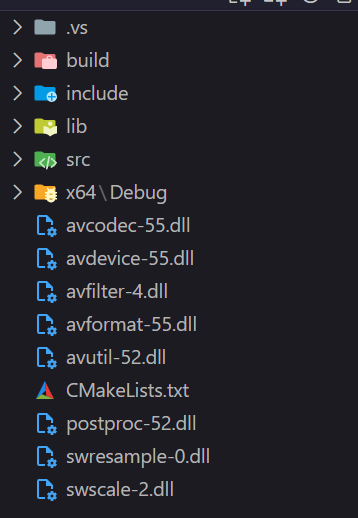 .vs
build
include
lib
src
x64\Debug
avcodec-55.dll
avdevice-55.dll
avfilter-4.dll
avformat-55.dll
avutil-52.dll
CMakeLists.txt
postproc-52.dll
swresample-0.dll
swscale-2.dll